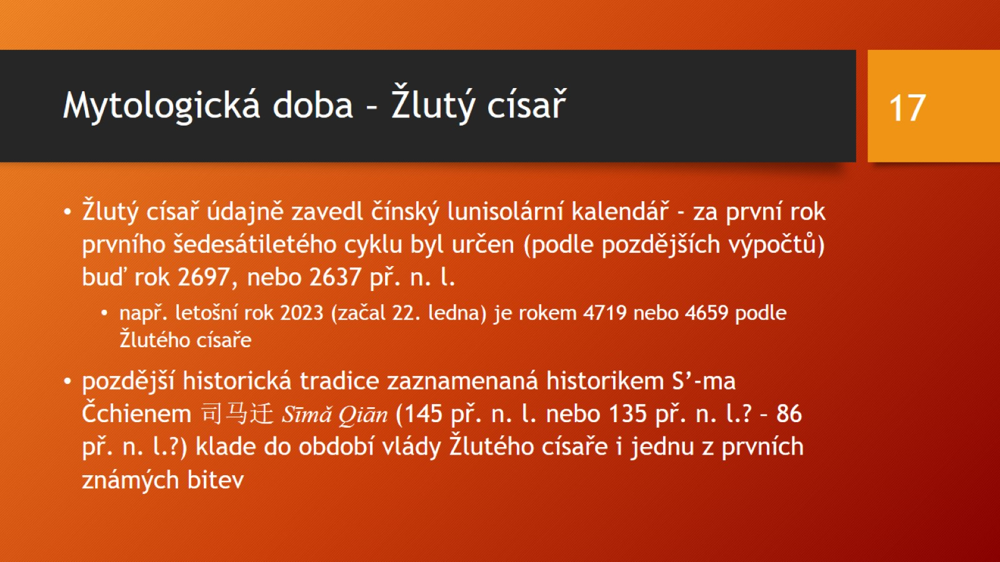 Mytologická doba – Žlutý císař
17
• Žlutý císař údajně zavedl čínský lunisolární kalendář - za první rok
prvního šedesátiletého cyklu byl určen (podle pozdějších výpočtů)
buď rok 2697, nebo 2637 př. n. l.
• např. letošní rok 2023 (začal 22. ledna) je rokem 4719 nebo 4659 podle
Žlutého císaře
• pozdější historická tradice zaznamenaná historikem S’-ma
Čchienem 司马迁 Sīmǎ Qiān (145 př. n. l. nebo 135 př. n. l.? – 86
př. n. l.?) klade do období vlády Žlutého císaře i jednu z prvních
známých bitev